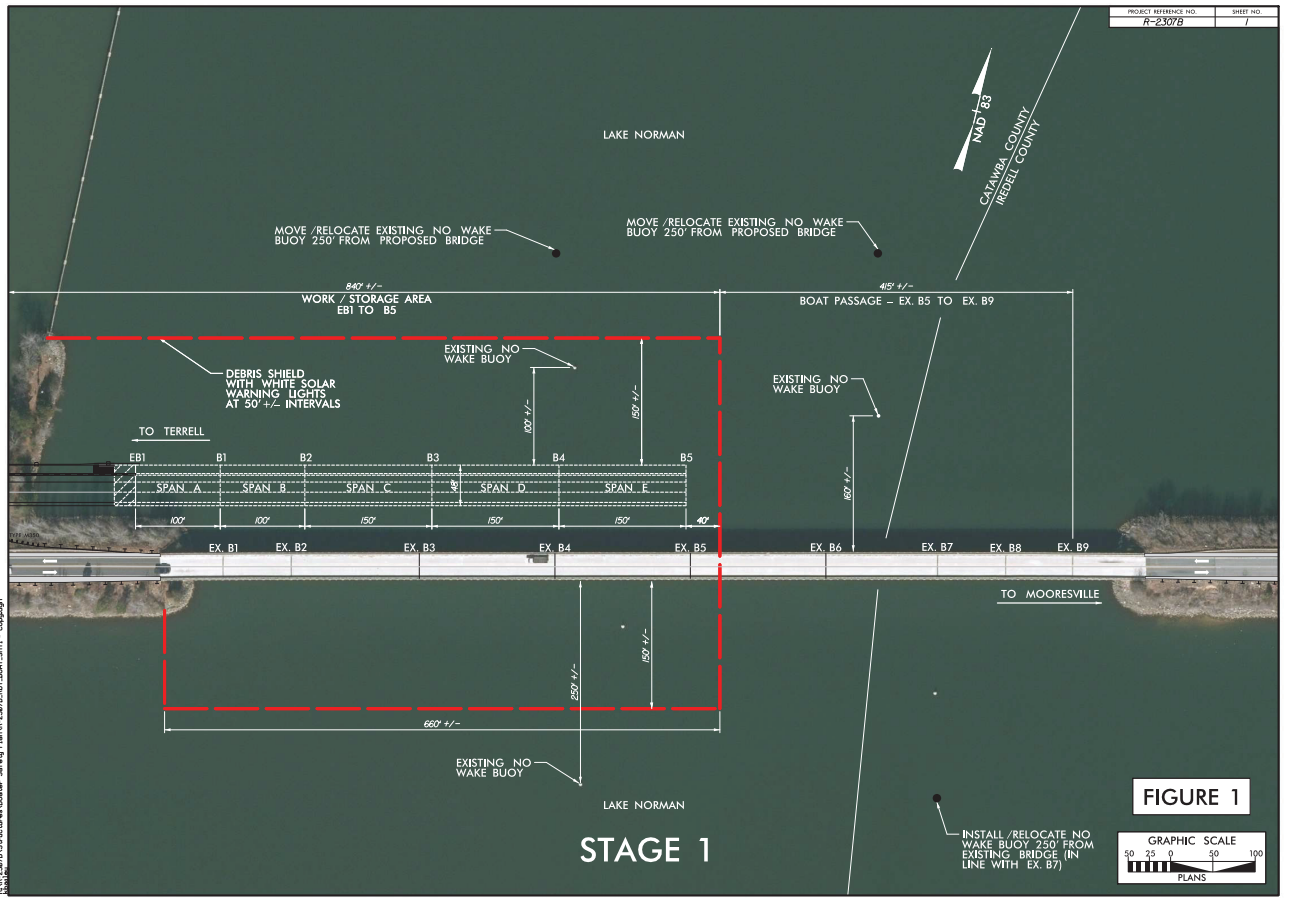 PROJECT REFERENCE NO.
SHEET NO.
R-2307B
1
NAD '83
LAKE NORMAN
CATAWBA COUNTY
IREDELL COUNTY
MOVE /RELOCATE EXISTING NO WAKE
BUOY 250' FROM PROPOSED BRIDGE
MOVE /RELOCATE EXISTING NO WAKE
BUOY 250' FROM PROPOSED BRIDGE
840' +/-
WORK / STORAGE AREA
EB1 TO B5
415' +/-
BOAT PASSAGE – EX. B5 TO EX. B9
EXISTING NO
WAKE BUOY
DEBRIS SHIELD
WITH WHITE SOLAR
WARNING LIGHTS
AT 50' +/- INTERVALS
EXISTING NO
WAKE BUOY
100' +/-
150' +/-
160' +/-
TO TERRELL
EB1
B1
B2
B3
B4
B5
SPAN A
SPAN B
SPAN C
48'
SPAN D
SPAN E
100'
100'
150'
150'
150'
40'
EX. B1
EX. B2
EX. B3
EX. B4
EX. B5
EX. B6
EX. B7
EX. B8
EX. B9
TO MOORESVILLE
250' +/-
150' +/-
660' +/-
EXISTING NO
WAKE BUOY
LAKE NORMAN
STAGE 1
INSTALL /RELOCATE NO
WAKE BUOY 250' FROM
EXISTING BRIDGE (IN
LINE WITH EX. B7)
FIGURE 1
GRAPHIC SCALE
50 25 0 50 100
PLANS